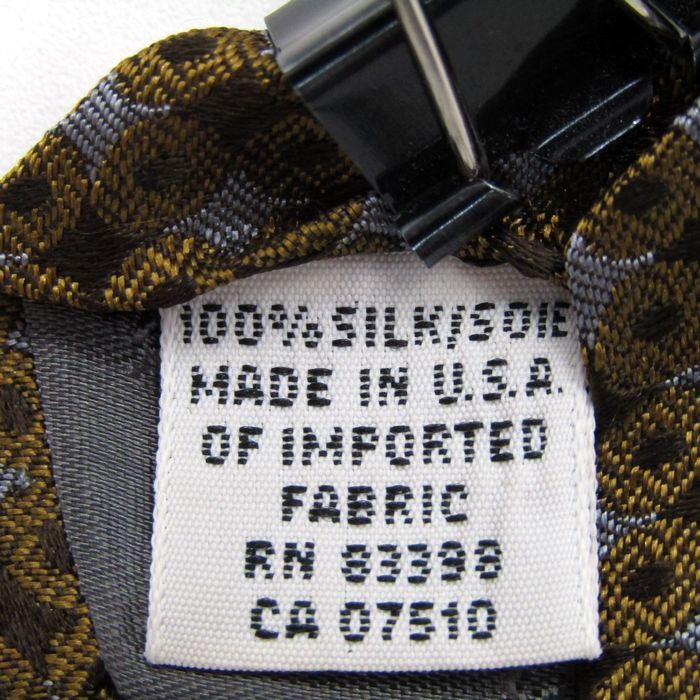 100% SILK/SOIE
MADE IN U.S.A.
OF IMPORTED
FABRIC
RN 83398
CA 07510